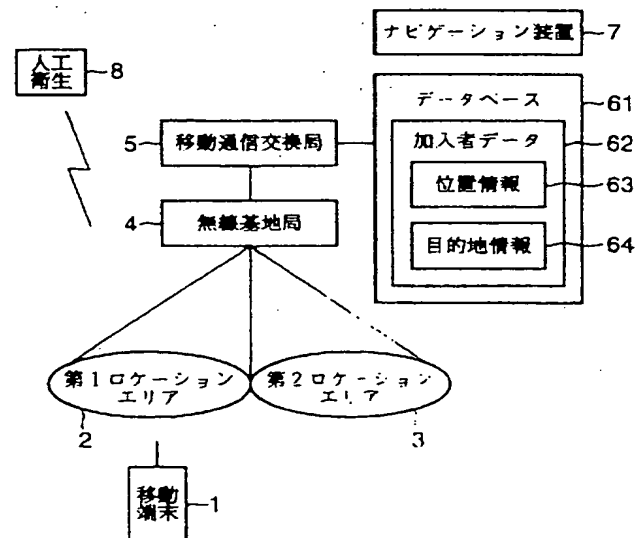 ナビゲーション装置
7
人工
衛生
8
データベース
61
加入者データ
62
5
移動通信交換局
位置情報
63
4
無線基地局
目的地情報
64
第1ロケーション
エリア
第2ロケーション
エリア
2
3
移動
端末
1